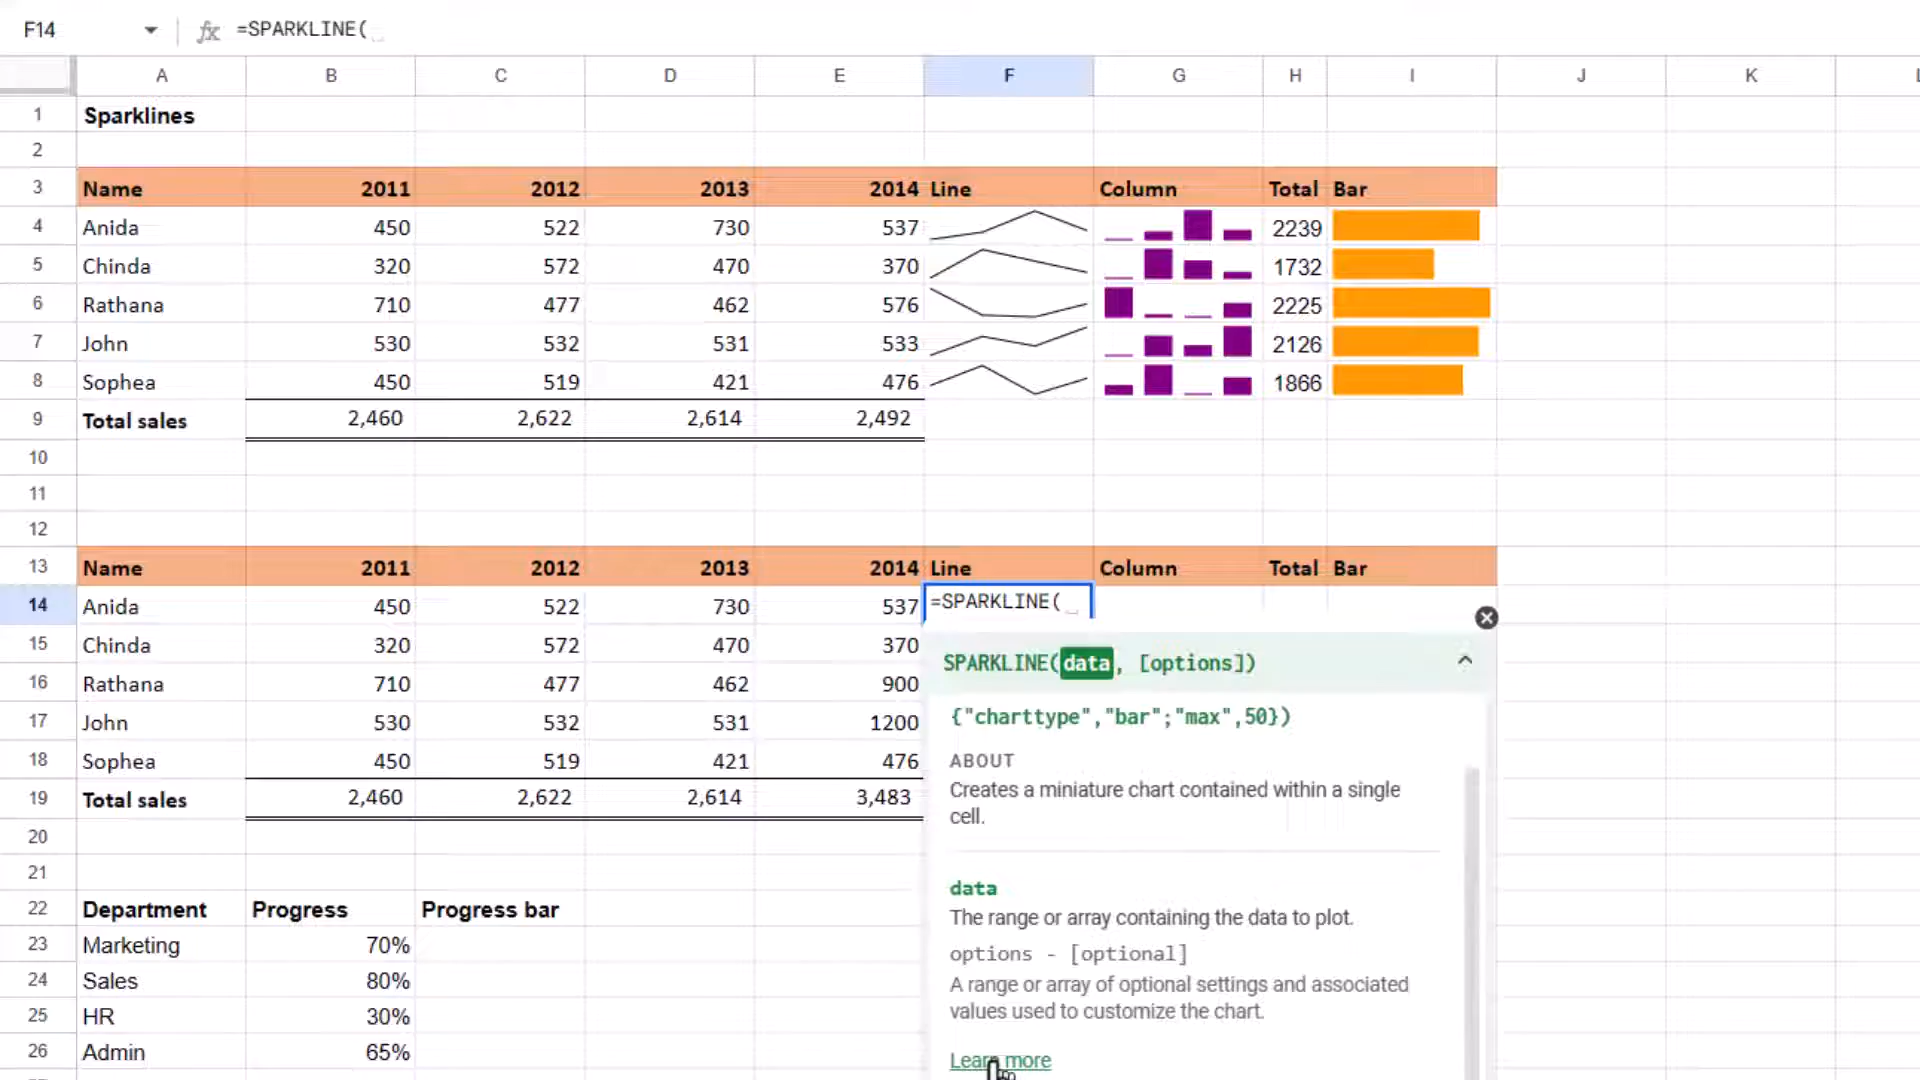 F14 fx =SPARKLINE(
A B C D E F G H I J K L
1 Sparklines
2
3 Name 2011 2012 2013 2014 Line Column Total Bar
4 Anida 450 522 730 537 2239
5 Chinda 320 572 470 370 1732
6 Rathana 710 477 462 576 2225
7 John 530 532 531 533 2126
8 Sophea 450 519 421 476 1866
9 Total sales 2,460 2,622 2,614 2,492
10
11
12
13 Name 2011 2012 2013 2014 Line Column Total Bar
14 Anida 450 522 730 537 =SPARKLINE(
15 Chinda 320 572 470 370
16 Rathana 710 477 462 900
17 John 530 532 531 1200
18 Sophea 450 519 421 476
19 Total sales 2,460 2,622 2,614 3,483
20
21
22 Department Progress Progress bar
23 Marketing 70%
24 Sales 80%
25 HR 30%
26 Admin 65%
SPARKLINE(data, [options])
{"charttype","bar";"max",50})
ABOUT
Creates a miniature chart contained within a single
cell.
data
The range or array containing the data to plot.
options - [optional]
A range or array of optional settings and associated
values used to customize the chart.
Learn more